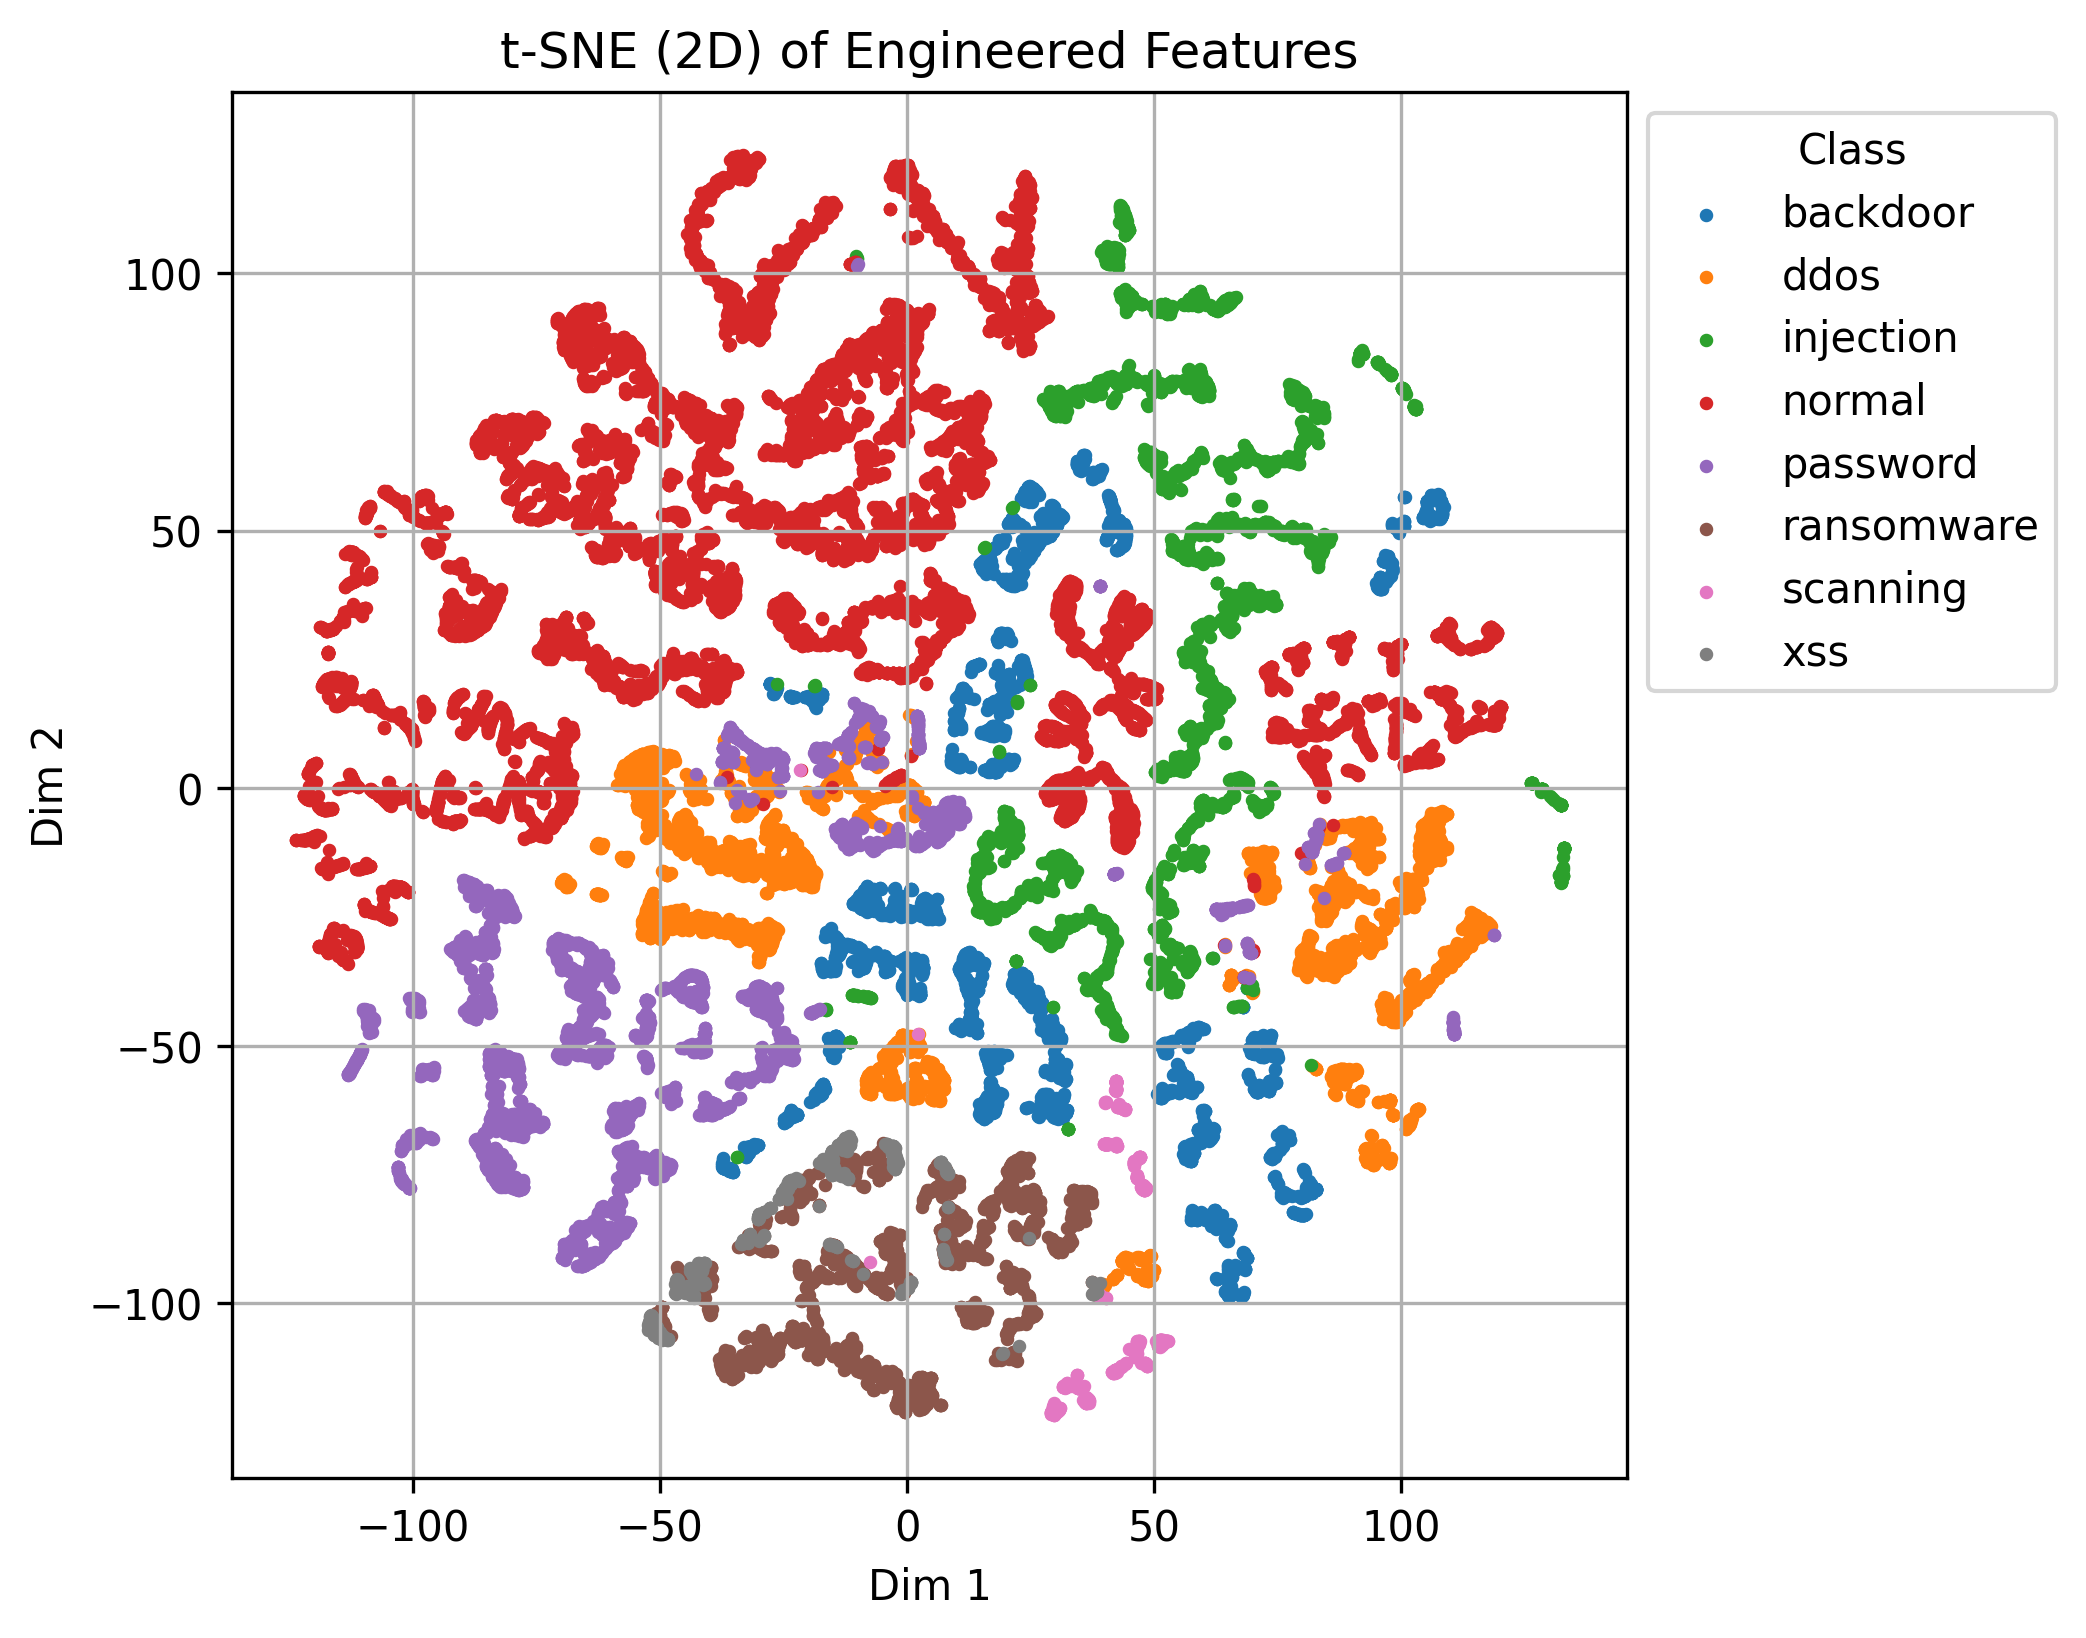 t-SNE (2D) of Engineered Features
Class
backdoor
ddos
injection
normal
password
ransomware
scanning
xss
100
50
0
−50
−100
Dim 2
−100
−50
0
50
100
Dim 1